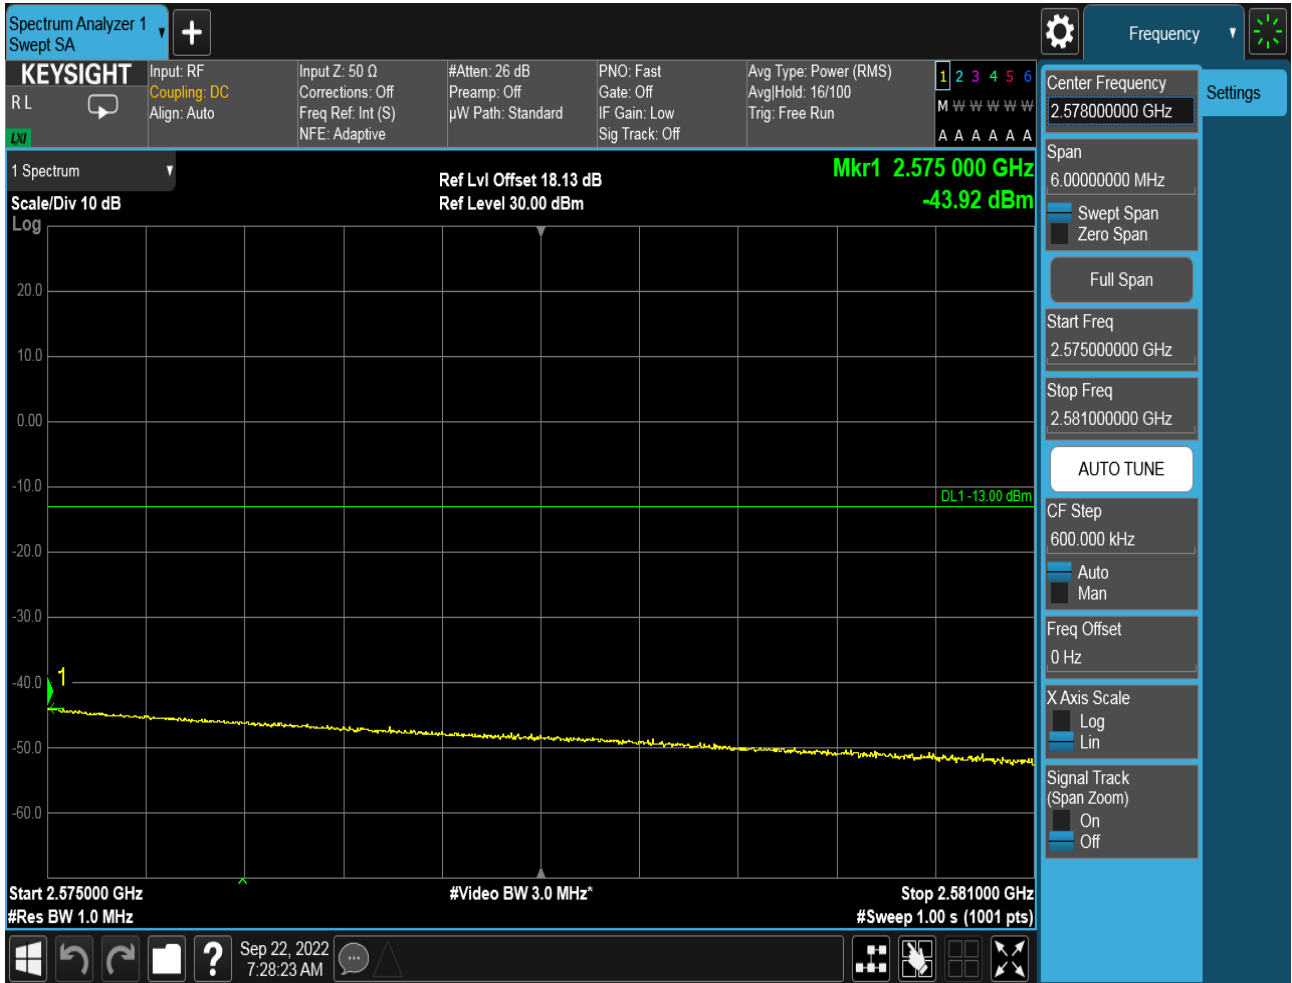 Spectrum Analyzer 1
Swept SA
Frequency
KEYSIGHT
R L
LXI
Input: RF
Coupling: DC
Align: Auto
Input Z: 50 Ω
Corrections: Off
Freq Ref: Int (S)
NFE: Adaptive
#Atten: 26 dB
Preamp: Off
µW Path: Standard
PNO: Fast
Gate: Off
IF Gain: Low
Sig Track: Off
Avg Type: Power (RMS)
Avg|Hold: 16/100
Trig: Free Run
1 2 3 4 5 6
M W W W W W
A A A A A A
1 Spectrum
Scale/Div 10 dB
Log
Ref Lvl Offset 18.13 dB
Ref Level 30.00 dBm
Mkr1 2.575 000 GHz
-43.92 dBm
20.0
10.0
0.00
-10.0
DL1 -13.00 dBm
-20.0
-30.0
-40.0
1
-50.0
-60.0
Start 2.575000 GHz
#Video BW 3.0 MHz*
Stop 2.581000 GHz
#Res BW 1.0 MHz
#Sweep 1.00 s (1001 pts)
?
Sep 22, 2022
7:28:23 AM
Center Frequency
2.578000000 GHz
Settings
Span
6.00000000 MHz
Swept Span
Zero Span
Full Span
Start Freq
2.575000000 GHz
Stop Freq
2.581000000 GHz
AUTO TUNE
CF Step
600.000 kHz
Auto
Man
Freq Offset
0 Hz
X Axis Scale
Log
Lin
Signal Track
(Span Zoom)
On
Off